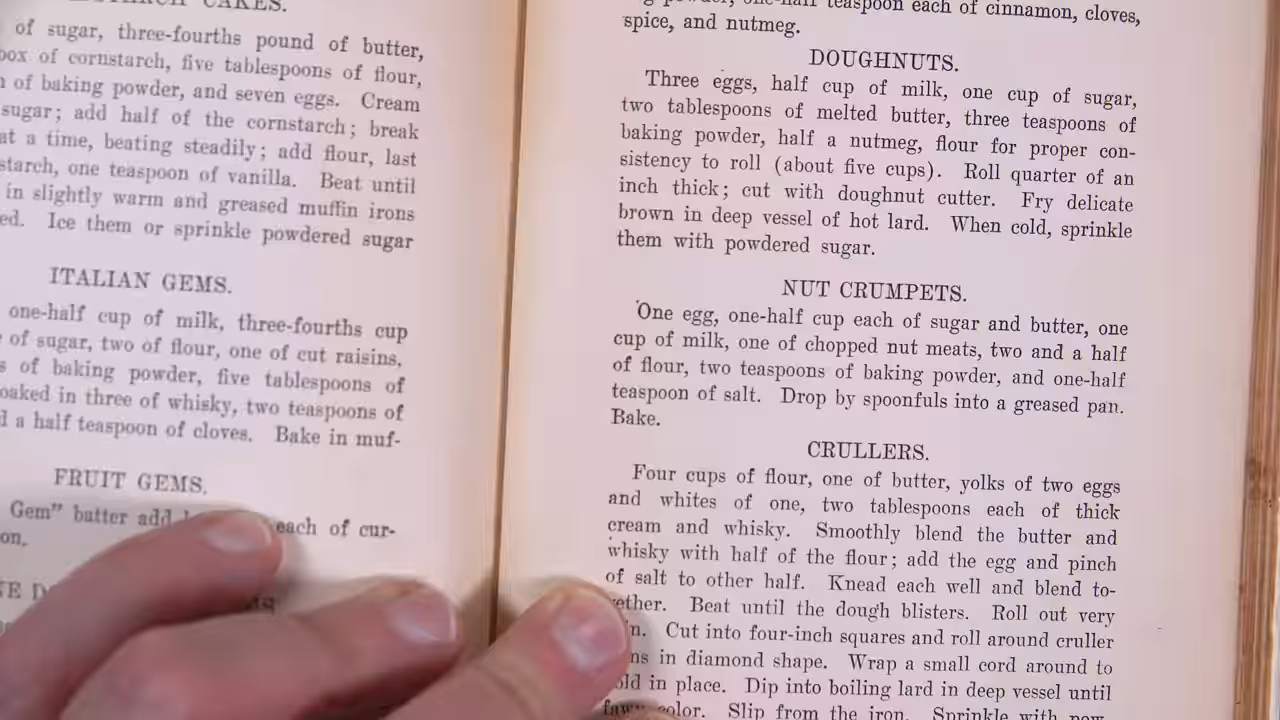 CAKES.
of sugar, three-fourths pound of butter,
box of cornstarch, five tablespoons of flour,
of baking powder, and seven eggs. Cream
sugar; add half of the cornstarch; break
at a time, beating steadily; add flour, last
starch, one teaspoon of vanilla. Beat until
in slightly warm and greased muffin irons
ed. Ice them or sprinkle powdered sugar
ITALIAN GEMS.
one-half cup of milk, three-fourths cup
of sugar, two of flour, one of cut raisins,
s of baking powder, five tablespoons of
oaked in three of whisky, two teaspoons of
d a half teaspoon of cloves. Bake in muf-
FRUIT GEMS.
Gem" batter add each of cur-
on.
teaspoon each of cinnamon, cloves,
spice, and nutmeg.
DOUGHNUTS.
Three eggs, half cup of milk, one cup of sugar,
two tablespoons of melted butter, three teaspoons of
baking powder, half a nutmeg, flour for proper con-
sistency to roll (about five cups). Roll quarter of an
inch thick; cut with doughnut cutter. Fry delicate
brown in deep vessel of hot lard. When cold, sprinkle
them with powdered sugar.
NUT CRUMPETS.
One egg, one-half cup each of sugar and butter, one
cup of milk, one of chopped nut meats, two and a half
of flour, two teaspoons of baking powder, and one-half
teaspoon of salt. Drop by spoonfuls into a greased pan.
Bake.
CRULLERS.
Four cups of flour, one of butter, yolks of two eggs
and whites of one, two tablespoons each of thick
cream and whisky. Smoothly blend the butter and
whisky with half of the flour; add the egg and pinch
of salt to other half. Knead each well and blend to-
gether. Beat until the dough blisters. Roll out very
n. Cut into four-inch squares and roll around cruller
ns in diamond shape. Wrap a small cord around to
old in place. Dip into boiling lard in deep vessel until
color. Slip from the iron. Sprinkle with pow-